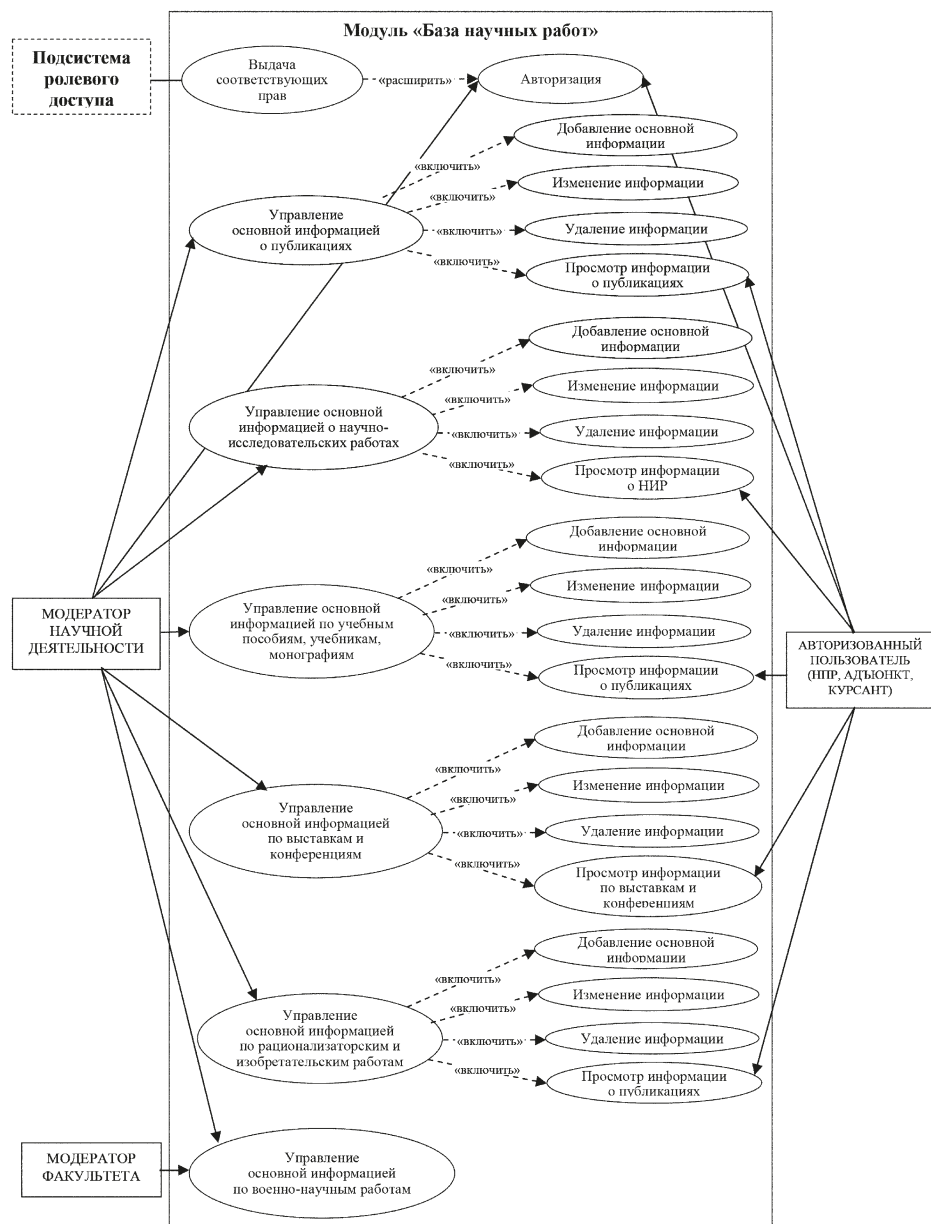 Модуль «База научных работ»
Подсистема
ролевого
доступа
Выдача
соответствующих
прав
«расширить»
Авторизация
Добавление основной
информации
«включить»
Изменение информации
«включить»
Управление
основной информацией
о публикациях
«включить»
Удаление информации
«включить»
Просмотр информации
о публикациях
Добавление основной
информации
«включить»
Изменение информации
«включить»
Управление основной
информацией о научно-
исследовательских работах
«включить»
Удаление информации
«включить»
Просмотр информации
о НИР
Добавление основной
информации
«включить»
Изменение информации
«включить»
МОДЕРАТОР
НАУЧНОЙ
ДЕЯТЕЛЬНОСТИ
Управление основной
информацией по учебным
пособиям, учебникам,
монографиям
«включить»
Удаление информации
«включить»
Просмотр информации
о публикациях
АВТОРИЗОВАННЫЙ
ПОЛЬЗОВАТЕЛЬ
(НПР, АДЪЮНКТ,
КУРСАНТ)
Добавление основной
информации
«включить»
Изменение информации
«включить»
Управление
основной информацией
по выставкам и
конференциям
«включить»
Удаление информации
«включить»
Просмотр информации
по выставкам и
конференциям
Добавление основной
информации
«включить»
Изменение информации
«включить»
Управление
основной информацией
по рационализаторским и
изобретательским работам
«включить»
Удаление информации
«включить»
Просмотр информации
о публикациях
МОДЕРАТОР
ФАКУЛЬТЕТА
Управление
основной информацией
по военно-научным работам